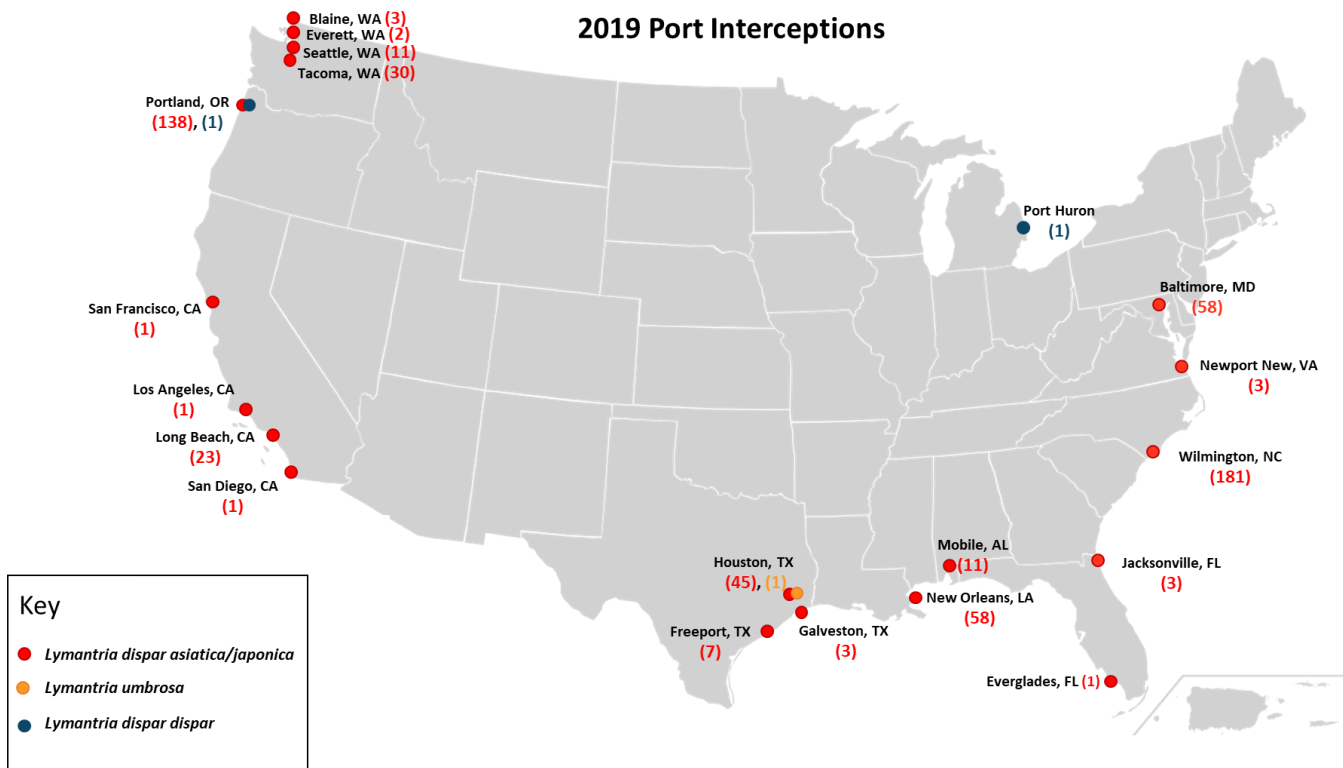 2019 Port Interceptions
Blaine, WA (3)
Everett, WA (2)
Seattle, WA (11)
Tacoma, WA (30)
Portland, OR
(138), (1)
Port Huron
(1)
Baltimore, MD
(58)
San Francisco, CA
(1)
Newport New, VA
(3)
Los Angeles, CA
(1)
Long Beach, CA
(23)
Wilmington, NC
(181)
San Diego, CA
(1)
Houston, TX
(45), (1)
Mobile, AL
(11)
Jacksonville, FL
(3)
New Orleans, LA
(58)
Freeport, TX
(7)
Galveston, TX
(3)
Everglades, FL (1)
Key
Lymantria dispar asiatica/japonica
Lymantria umbrosa
Lymantria dispar dispar